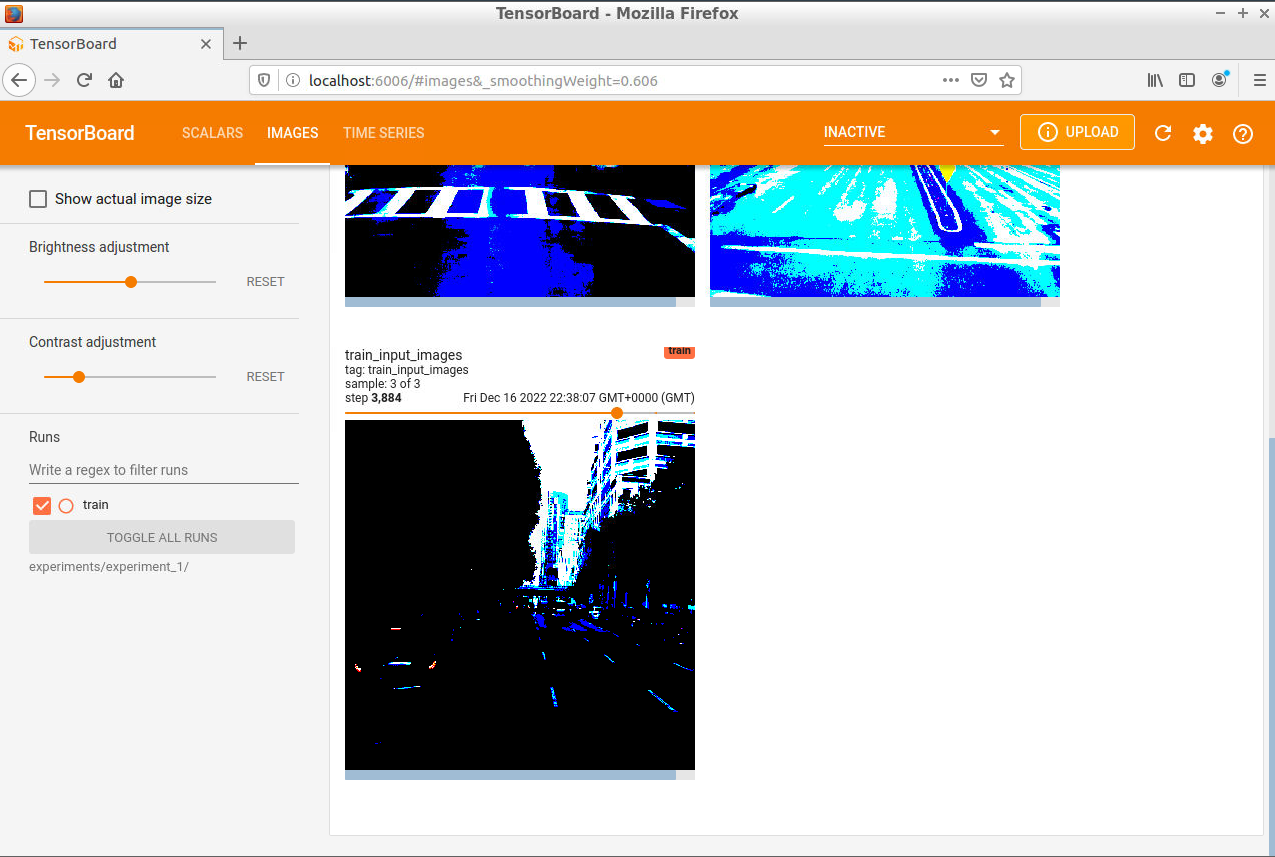 TensorBoard - Mozilla Firefox
TensorBoard
localhost:6006/#images&_smoothingWeight=0.606
TensorBoard
SCALARS
IMAGES
TIME SERIES
INACTIVE
UPLOAD
Show actual image size
Brightness adjustment
RESET
Contrast adjustment
RESET
Runs
Write a regex to filter runs
train
TOGGLE ALL RUNS
experiments/experiment_1/
train_input_images
train
tag: train_input_images
sample: 3 of 3
step 3,884 Fri Dec 16 2022 22:38:07 GMT+0000 (GMT)